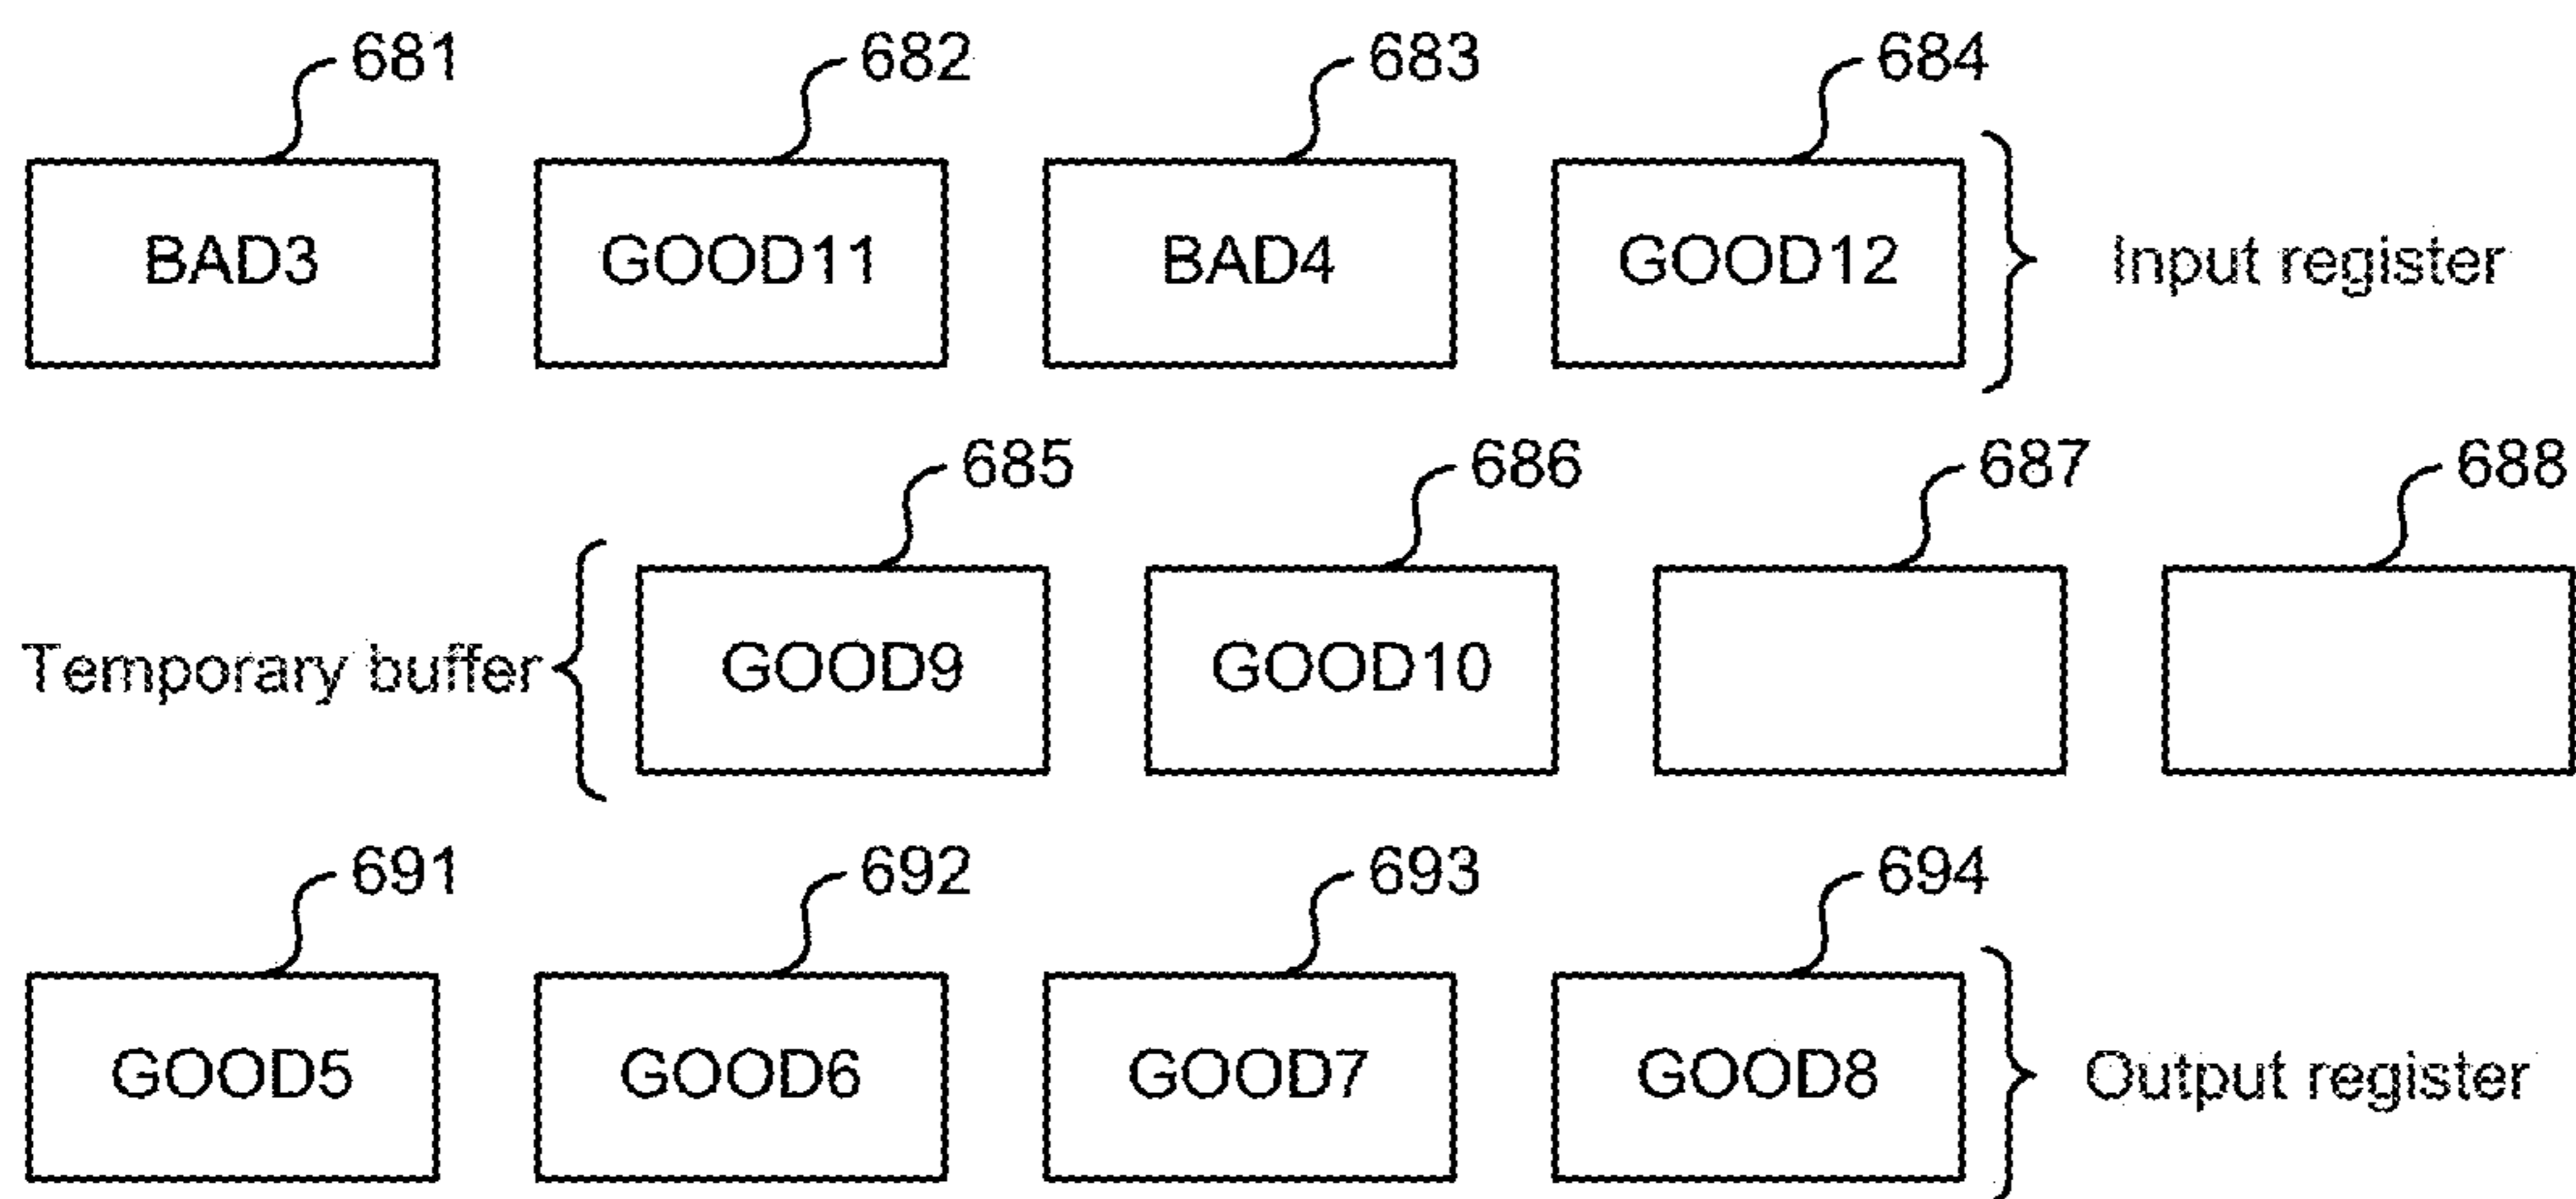 681 682 683 684
BAD3 GOOD11 BAD4 GOOD12 Input register
685 686 687 688
Temporary buffer GOOD9 GOOD10
691 692 693 694
GOOD5 GOOD6 GOOD7 GOOD8 Output register